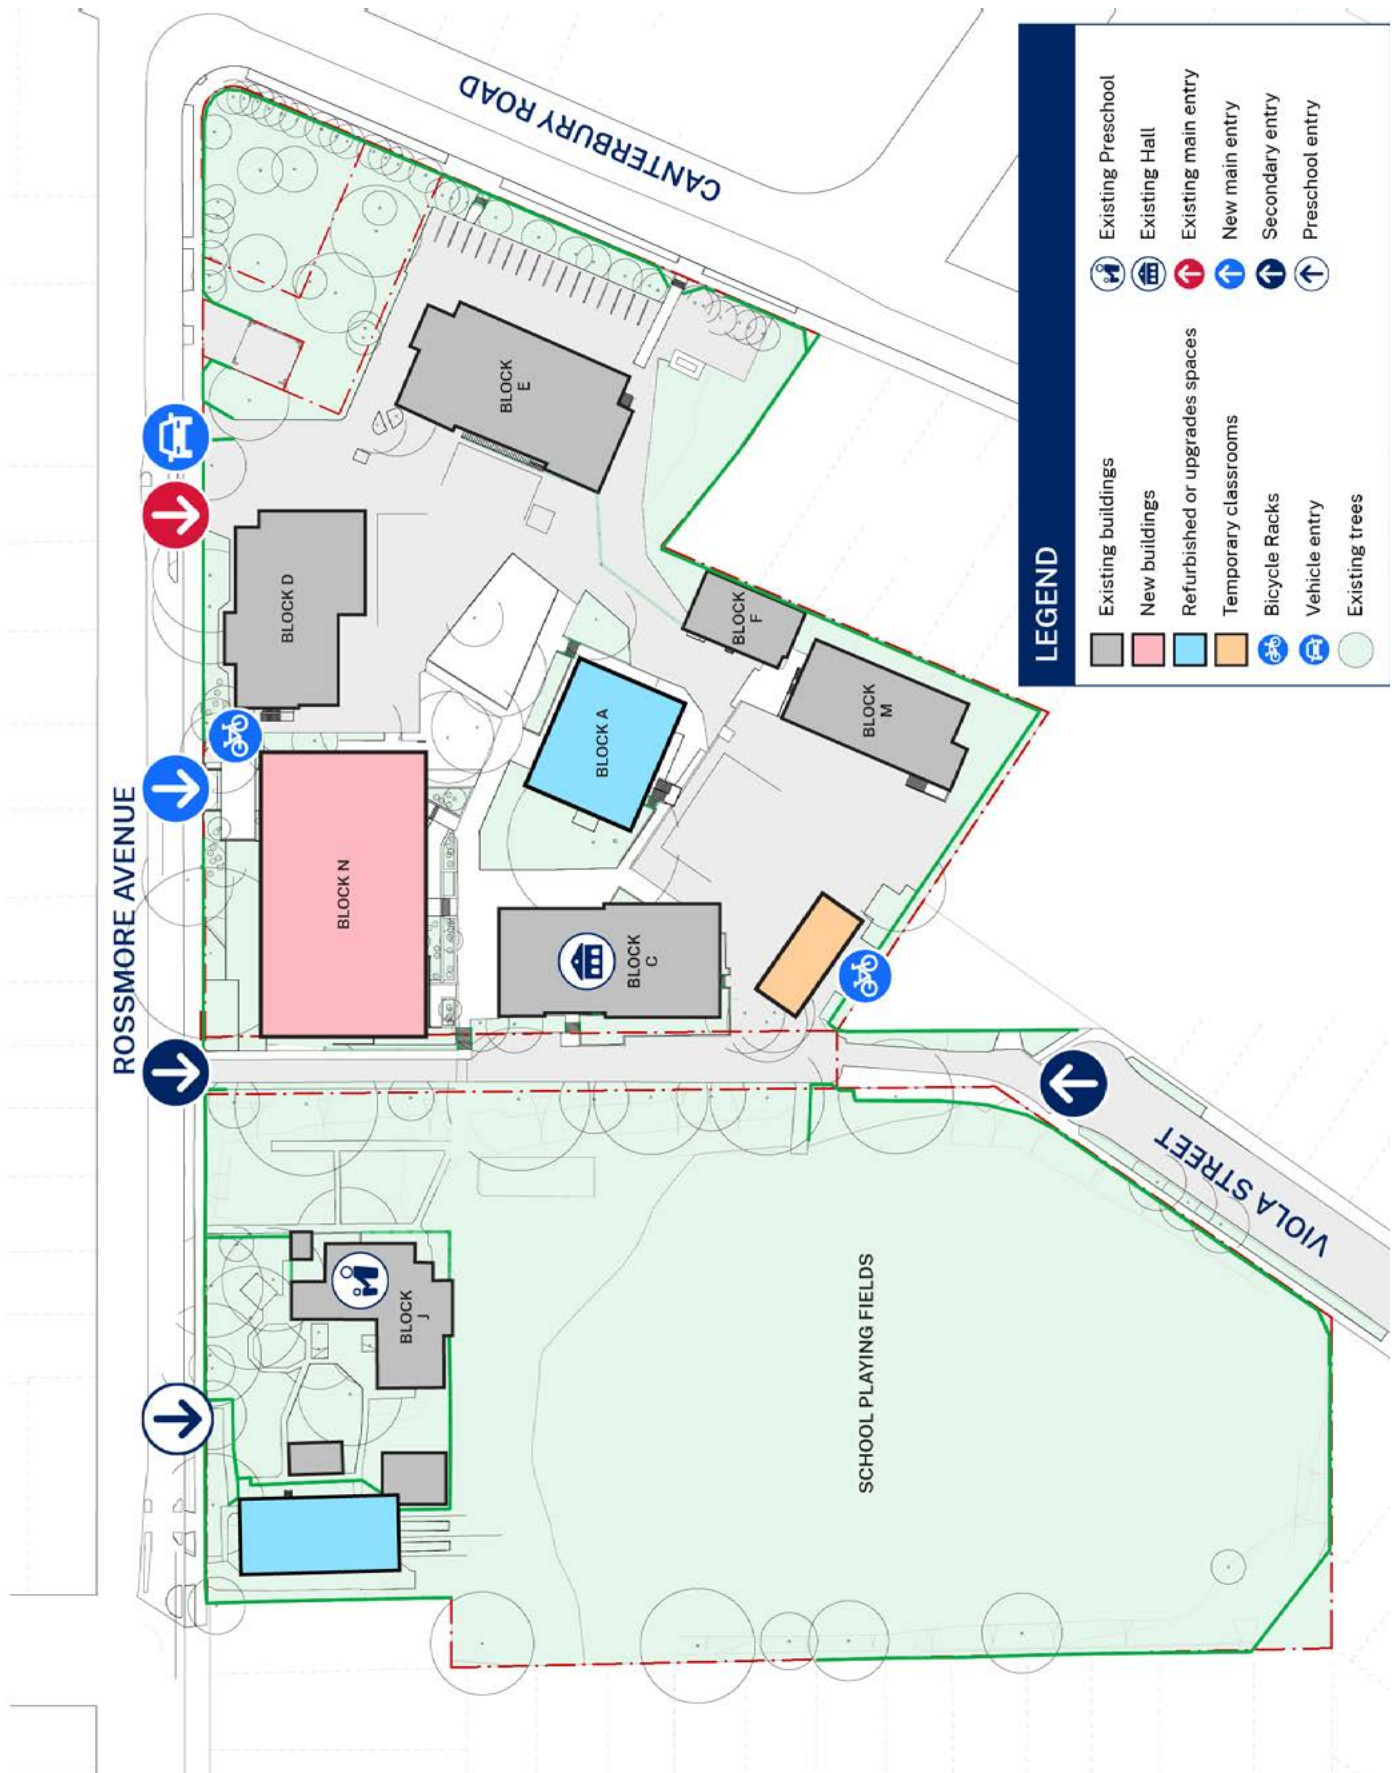 ROSSMORE AVENUE
CANTERBURY ROAD
VIOLA STREET
BLOCK
E
BLOCK D
BLOCK
F
BLOCK A
BLOCK
M
BLOCK N
BLOCK
C
BLOCK
J
SCHOOL PLAYING FIELDS
LEGEND
Existing buildings
New buildings
Refurbished or upgrades spaces
Temporary classrooms
Bicycle Racks
Vehicle entry
Existing trees
Existing Preschool
Existing Hall
Existing main entry
New main entry
Secondary entry
Preschool entry